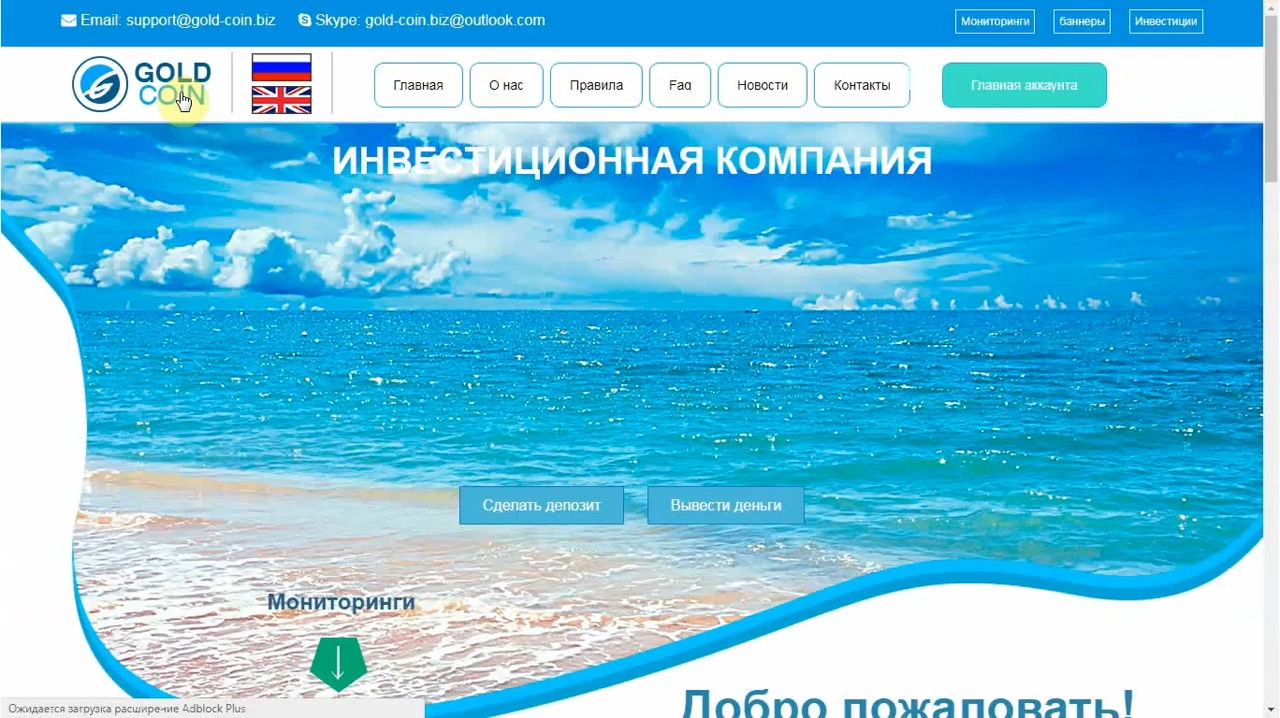 Email: support@gold-coin.biz Skype: gold-coin.biz@outlook.com Мониторинги баннеры Инвестиции
GOLD
COIN
Главная О нас Правила Faq Новости Контакты Главная аккаунта
ИНВЕСТИЦИОННАЯ КОМПАНИЯ
Сделать депозит Вывести деньги
Мониторинги
Добро пожаловать!
Ожидается загрузка расширение Adblock Plus